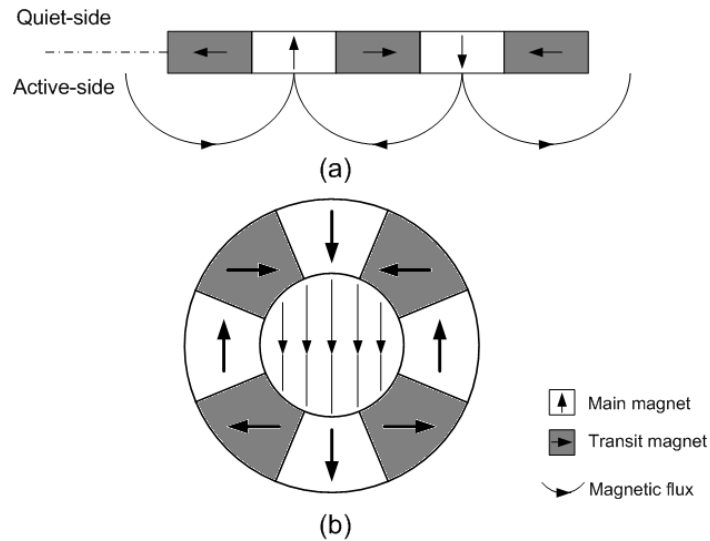 Quiet-side
Active-side
(a)
(b)
Main magnet
Transit magnet
Magnetic flux